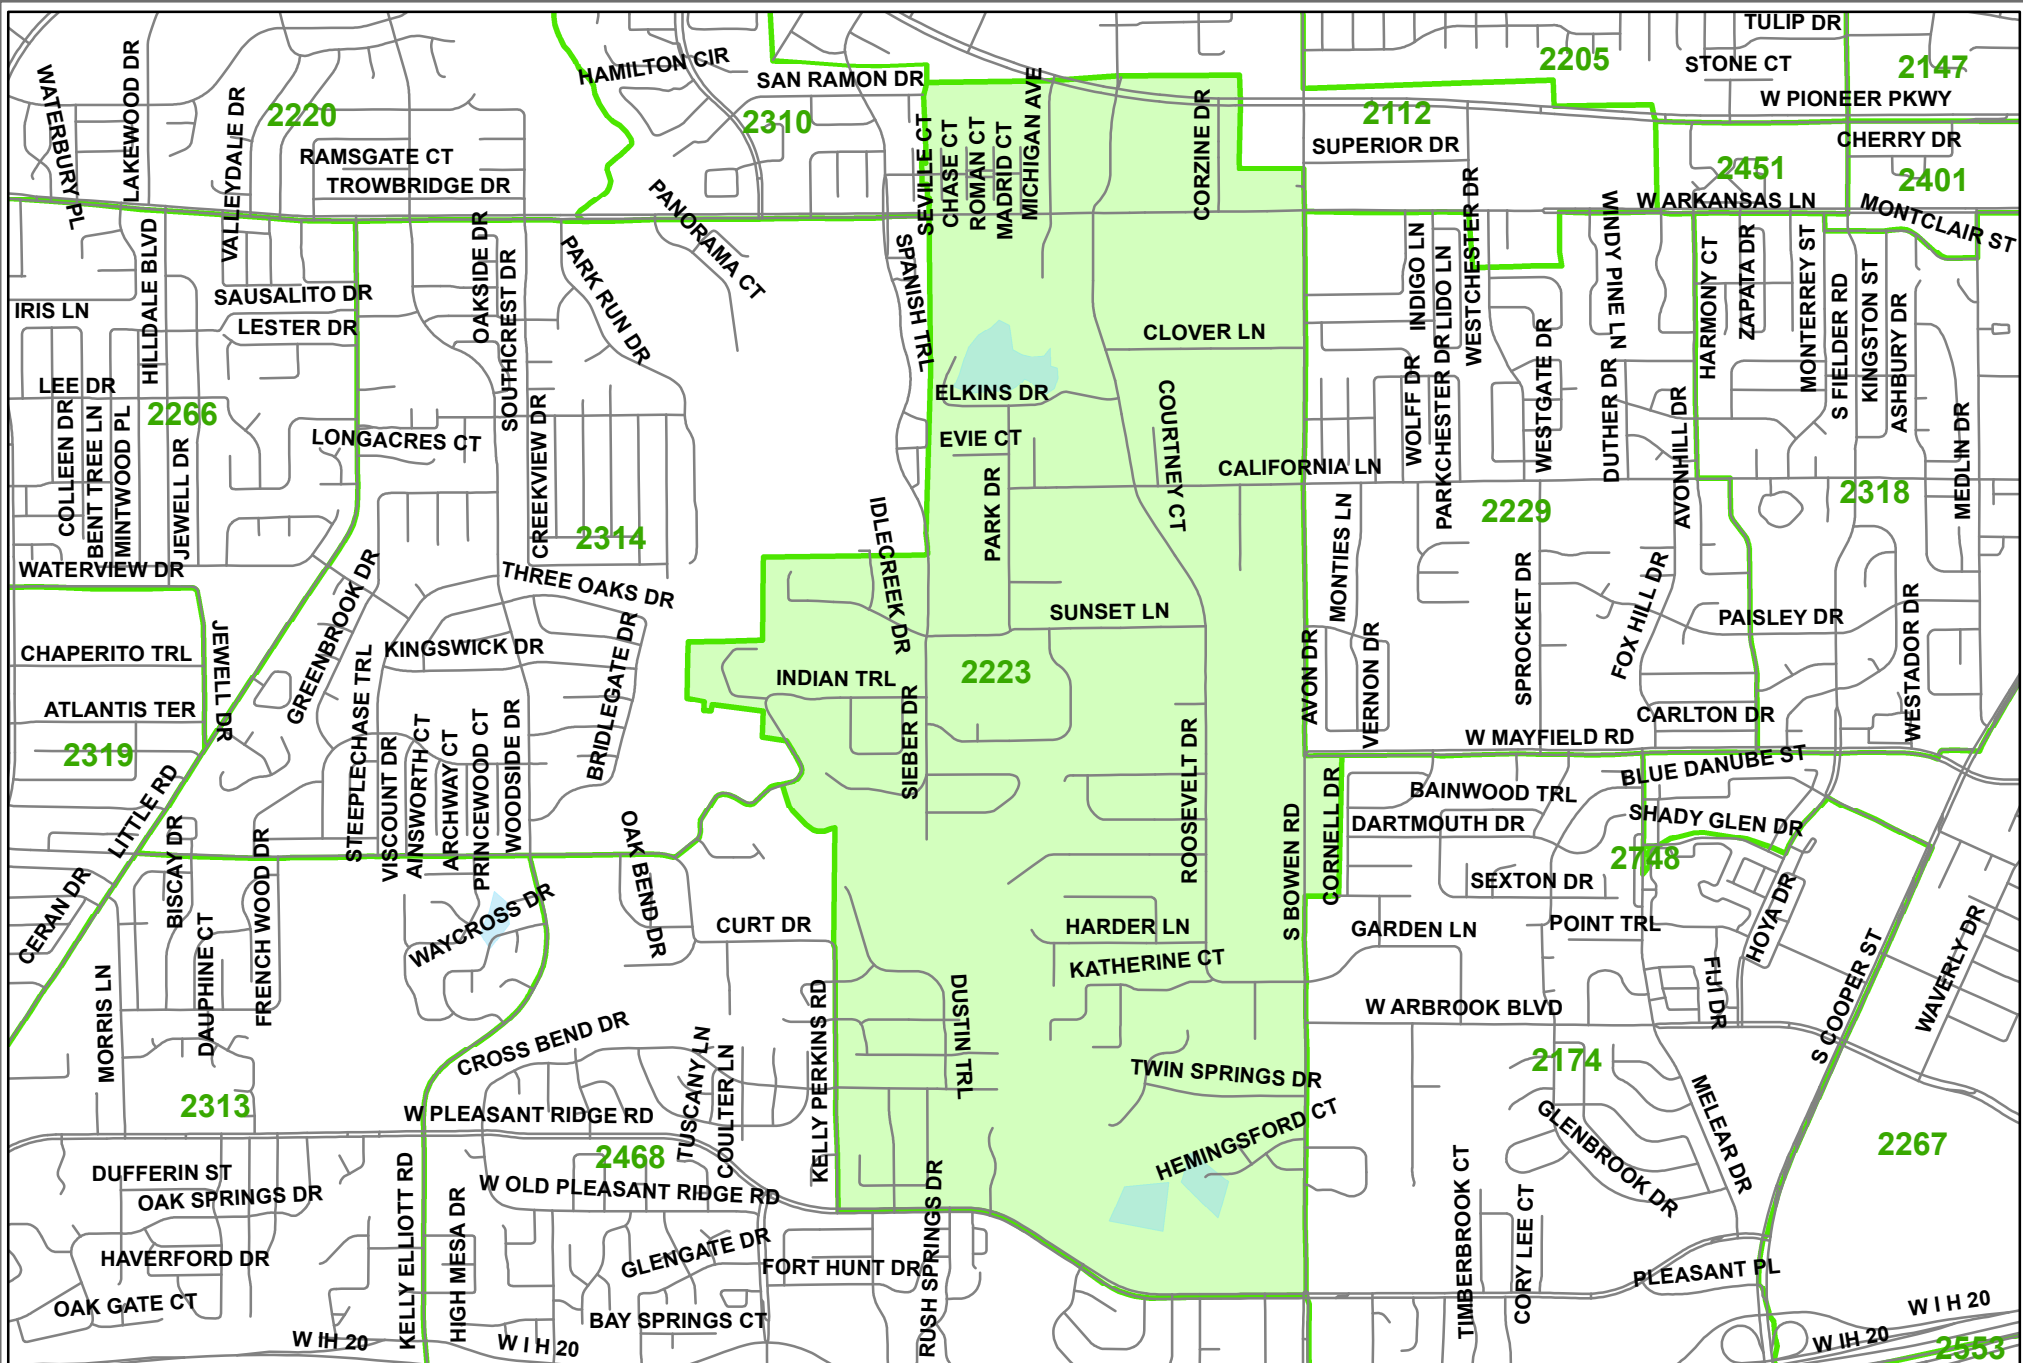 TULIP DR
2205
STONE CT
2147
W PIONEER PKWY
HAMILTON CIR
SAN RAMON DR
WATERBURY PL
LAKEWOOD DR
VALLEYDALE DR
2220
2310
2112
SUPERIOR DR
CHERRY DR
2451
2401
RAMSGATE CT
TROWBRIDGE DR
SEVILLE CT
CHASE CT
ROMAN CT
MADRID CT
MICHIGAN AVE
CORZINE DR
W ARKANSAS LN
MONTCLAIR ST
PANORAMA CT
HILLDALE BLVD
OAKSIDE DR
SOUTHCREST DR
PARK RUN DR
SPANISH TRL
INDIGO LN
LIDO LN
WESTCHESTER DR
WINDY PINE LN
HARMONY CT
ZAPATA DR
MONTERREY ST
S FIELDER RD
KINGSTON ST
ASHBURY DR
IRIS LN
SAUSALITO DR
LESTER DR
CLOVER LN
LEE DR
2266
ELKINS DR
EVIE CT
COURTNEY CT
WOLFF DR
PARKCHESTER DR
WESTGATE DR
DUTHER DR
AVONHILL DR
MEDLIN DR
COLLEEN DR
BENT TREE LN
MINTWOOD PL
JEWELL DR
LONGACRES CT
CREEKVIEW DR
2314
CALIFORNIA LN
PARK DR
IDLECREEK DR
2229
2318
MONTIES LN
WATERVIEW DR
GREENBROOK DR
THREE OAKS DR
SUNSET LN
SPROCKET DR
FOX HILL DR
PAISLEY DR
WESTADOR DR
CHAPERITO TRL
JEWELL DR
KINGSWICK DR
BRIDLEGATE DR
INDIAN TRL
2223
AVON DR
VERNON DR
ATLANTIS TER
2319
STEEPLECHASE TRL
VISCOUNT DR
AINSWORTH CT
ARCHWAY CT
PRINCEWOOD CT
WOODSIDE DR
SIEBER DR
ROOSEVELT DR
CARLTON DR
W MAYFIELD RD
BLUE DANUBE ST
LITTLE RD
BAINWOOD TRL
DARTMOUTH DR
SHADY GLEN DR
2748
CERAN DR
BISCAY DR
FRENCH WOOD DR
DAUPHINE CT
OAK BEND DR
S BOWEN RD
CORNELL DR
SEXTON DR
WAYCROSS DR
CURT DR
HARDER LN
KATHERINE CT
GARDEN LN
POINT TRL
HOYA DR
FIJI DR
S COOPER ST
WAVERLY DR
MORRIS LN
KELLY PERKINS RD
DUSTIN TRL
W ARBROOK BLVD
CROSS BEND DR
TUSCANY LN
COULTER LN
TWIN SPRINGS DR
2174
2313
W PLEASANT RIDGE RD
HEMINGSFORD CT
GLENBROOK DR
MELEAR DR
2267
2468
DUFFERIN ST
OAK SPRINGS DR
W OLD PLEASANT RIDGE RD
KELLY ELLIOTT RD
HIGH MESA DR
RUSH SPRINGS DR
TIMBERBROOK CT
CORY LEE CT
HAVERFORD DR
GLENGATE DR
FORT HUNT DR
PLEASANT PL
OAK GATE CT
BAY SPRINGS CT
W IH 20
W I H 20
W I H 20
W IH 20
2553